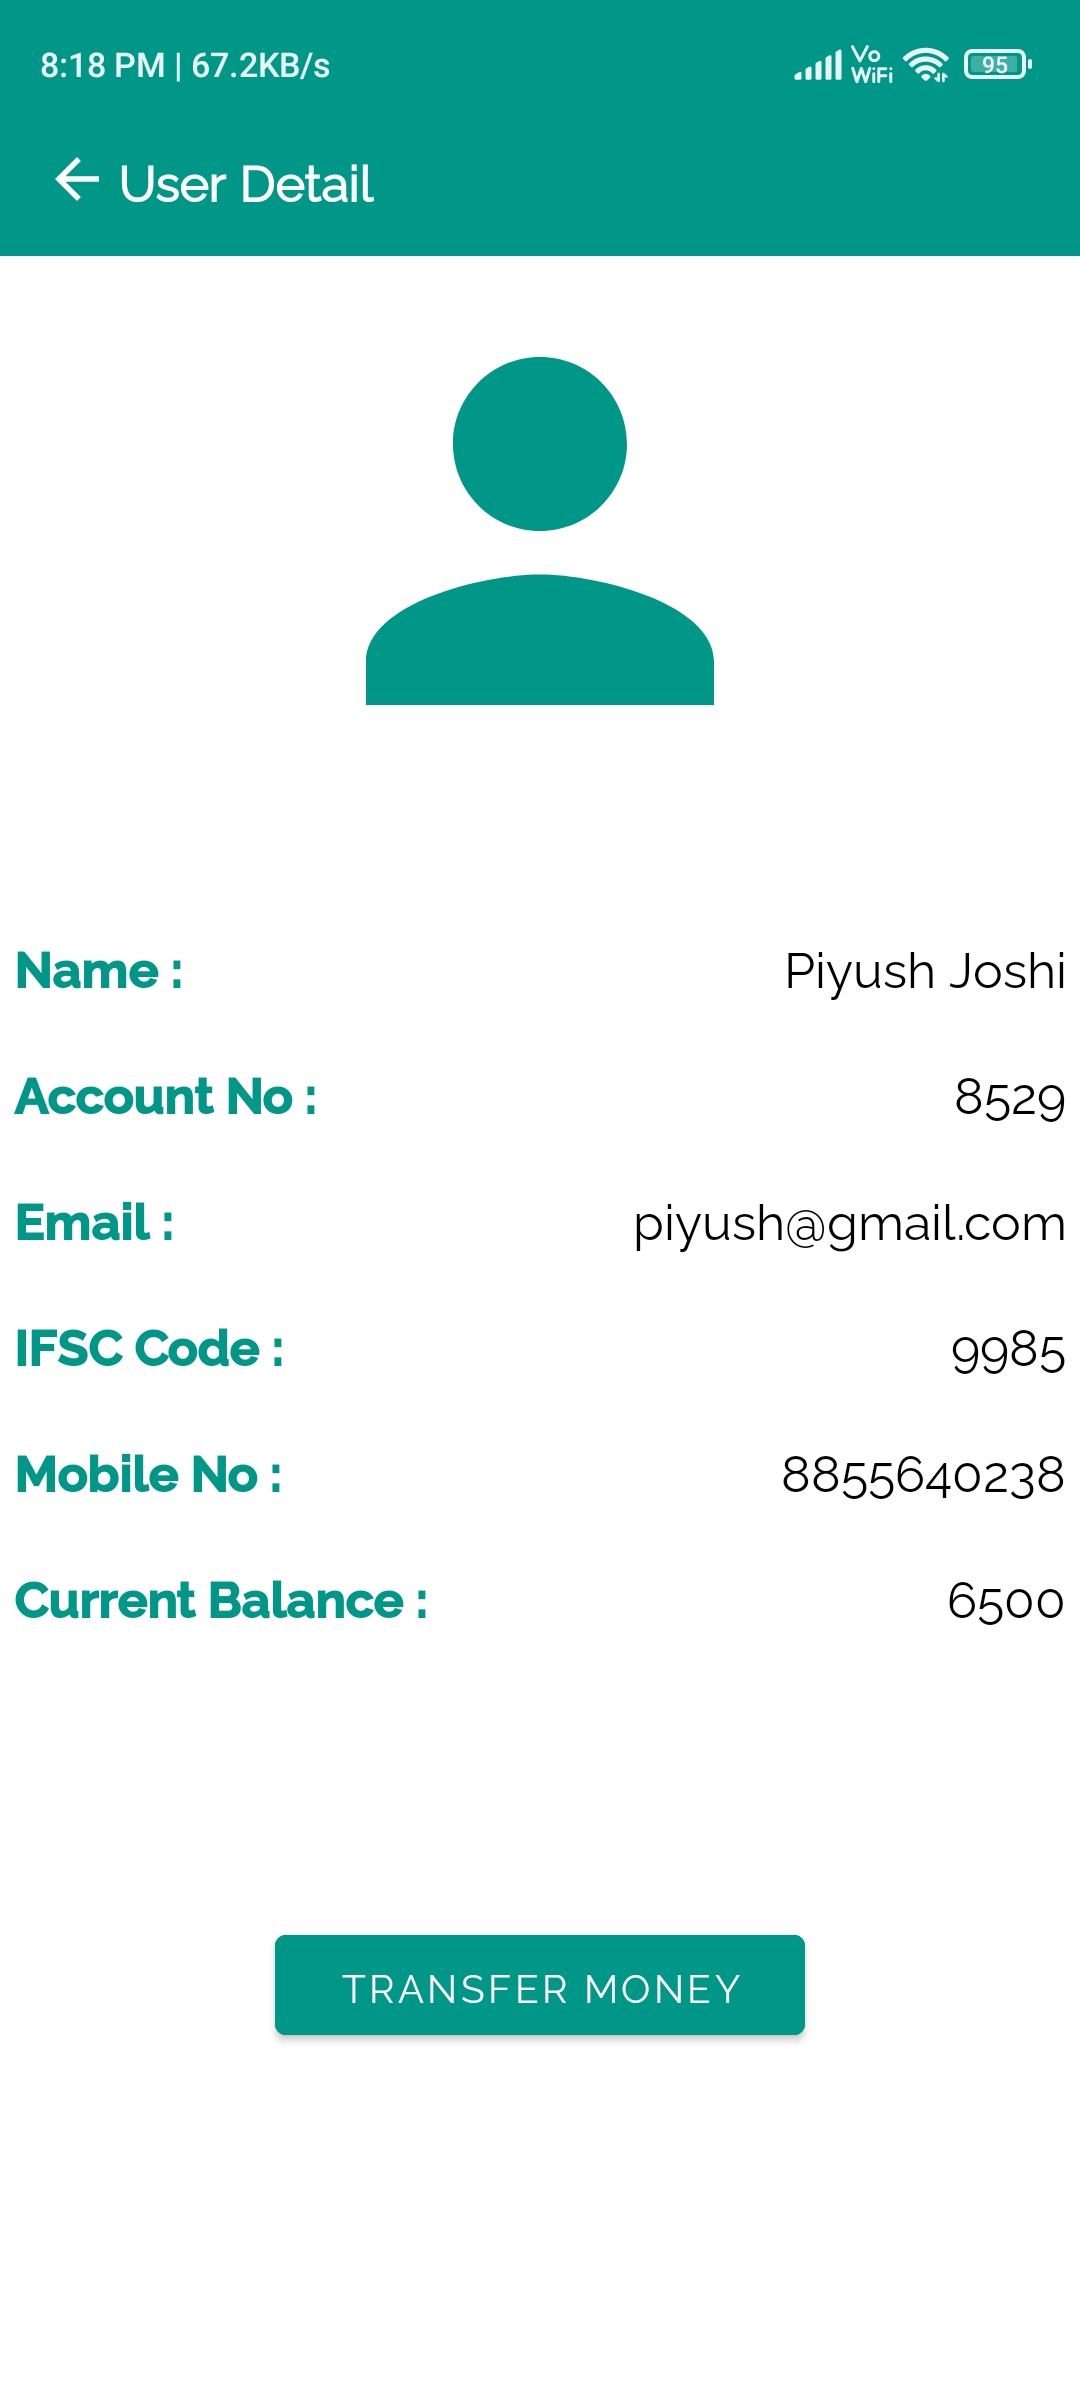 8:18 PM | 67.2KB/s Vo WiFi 95
User Detail
Name : Piyush Joshi
Account No : 8529
Email : piyush@gmail.com
IFSC Code : 9985
Mobile No : 8855640238
Current Balance : 6500
TRANSFER MONEY